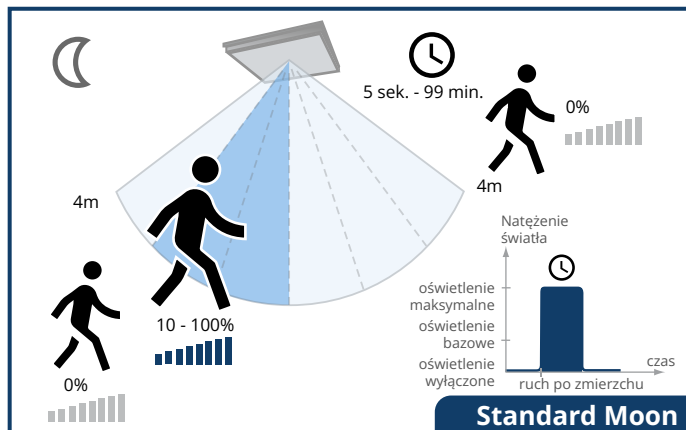 5 sek. - 99 min.
0%
4m
4m
10 - 100%
0%
Natężenie
światła
oświetlenie
maksymalne
oświetlenie
bazowe
oświetlenie
wyłączone
czas
ruch po zmierzchu
Standard Moon